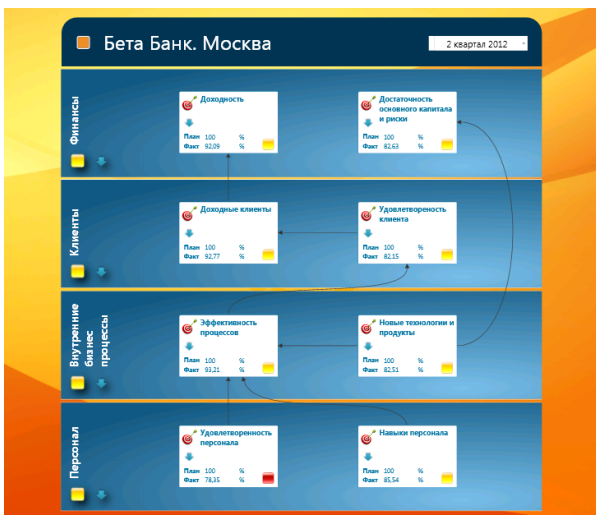 Бета Банк. Москва
2 квартал 2012
Финансы
Доходность
План 100 %
Факт 92,09 %
Достаточность
основного капитала
и риски
План 100 %
Факт 82,63 %
Клиенты
Доходные клиенты
План 100 %
Факт 92,77 %
Удовлетвореность
клиента
План 100 %
Факт 82,15 %
Внутренние
бизнес
процессы
Эффективность
процессов
План 100 %
Факт 93,21 %
Новые технологии и
продукты
План 100 %
Факт 82,51 %
Персонал
Удовлетворенность
персонала
План 100 %
Факт 78,35 %
Навыки персонала
План 100 %
Факт 85,54 %